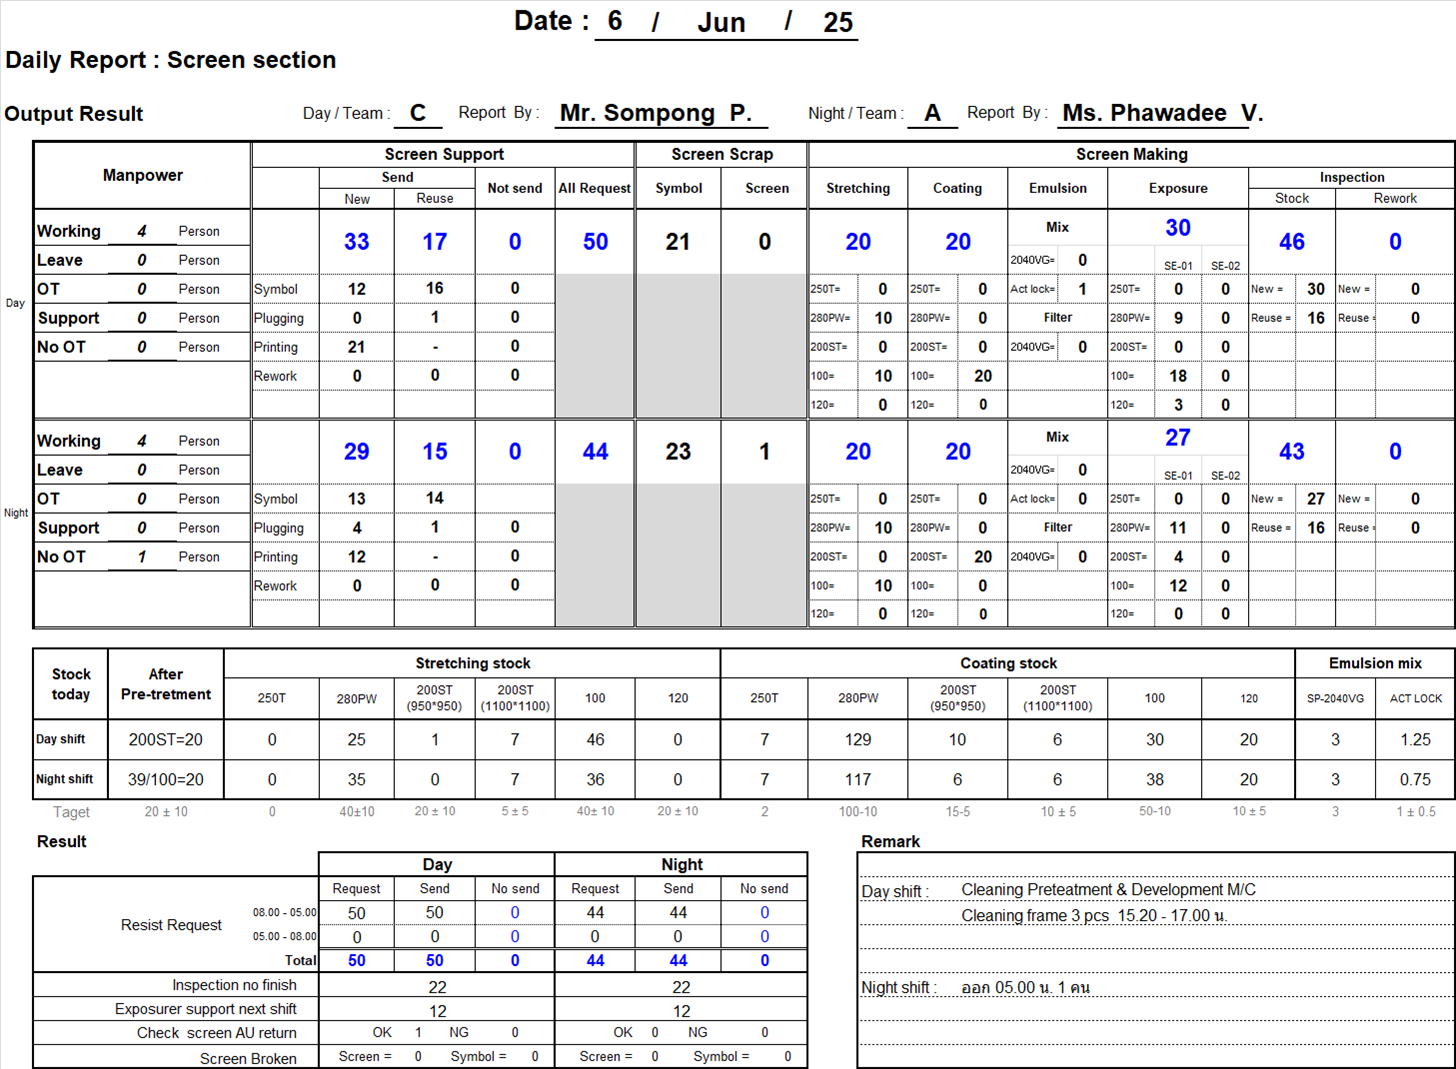 Date : 6 / Jun / 25
Daily Report : Screen section
Output Result Day / Team : C Report By : Mr. Sompong P. Night / Team : A Report By : Ms. Phawadee V.
Manpower Screen Support Screen Scrap Screen Making
Send Not send All Request Symbol Screen Stretching Coating Emulsion Exposure Inspection
New Reuse Stock Rework
Day
Working 4 Person 33 17 0 50 21 0 20 20 Mix 30 46 0
Leave 0 Person 2040VG= 0 SE-01 SE-02
OT 0 Person Symbol 12 16 0 250T= 0 250T= 0 Act lock= 1 250T= 0 0 New = 30 New = 0
Support 0 Person Plugging 0 1 0 280PW= 10 280PW= 0 Filter 280PW= 9 0 Reuse = 16 Reuse = 0
No OT 0 Person Printing 21 - 0 200ST= 0 200ST= 0 2040VG= 0 200ST= 0 0
Rework 0 0 0 100= 10 100= 20 100= 18 0
120= 0 120= 0 120= 3 0
Night
Working 4 Person 29 15 0 44 23 1 20 20 Mix 27 43 0
Leave 0 Person 2040VG= 0 SE-01 SE-02
OT 0 Person Symbol 13 14 250T= 0 250T= 0 Act lock= 0 250T= 0 0 New = 27 New = 0
Support 0 Person Plugging 4 1 0 280PW= 10 280PW= 0 Filter 280PW= 11 0 Reuse = 16 Reuse = 0
No OT 1 Person Printing 12 - 0 200ST= 0 200ST= 20 2040VG= 0 200ST= 4 0
Rework 0 0 0 100= 10 100= 0 100= 12 0
120= 0 120= 0 120= 0 0
Stock today After Pre-tretment Stretching stock Coating stock Emulsion mix
250T 280PW 200ST (950*950) 200ST (1100*1100) 100 120 250T 280PW 200ST (950*950) 200ST (1100*1100) 100 120 SP-2040VG ACT LOCK
Day shift 200ST=20 0 25 1 7 46 0 7 129 10 6 30 20 3 1.25
Night shift 39/100=20 0 35 0 7 36 0 7 117 6 6 38 20 3 0.75
Taget 20 ± 10 0 40±10 20 ± 10 5 ± 5 40± 10 20 ± 10 2 100-10 15-5 10 ± 5 50-10 10 ± 5 3 1 ± 0.5
Result
Day Night
Request Send No send Request Send No send
Resist Request
08.00 - 05.00 50 50 0 44 44 0
05.00 - 08.00 0 0 0 0 0 0
Total 50 50 0 44 44 0
Inspection no finish 22 22
Exposurer support next shift 12 12
Check screen AU return OK 1 NG 0 OK 0 NG 0
Screen Broken Screen = 0 Symbol = 0 Screen = 0 Symbol = 0
Remark
Day shift : Cleaning Preteatment & Development M/C
Cleaning frame 3 pcs 15.20 - 17.00 น.
Night shift : ออก 05.00 น. 1 คน